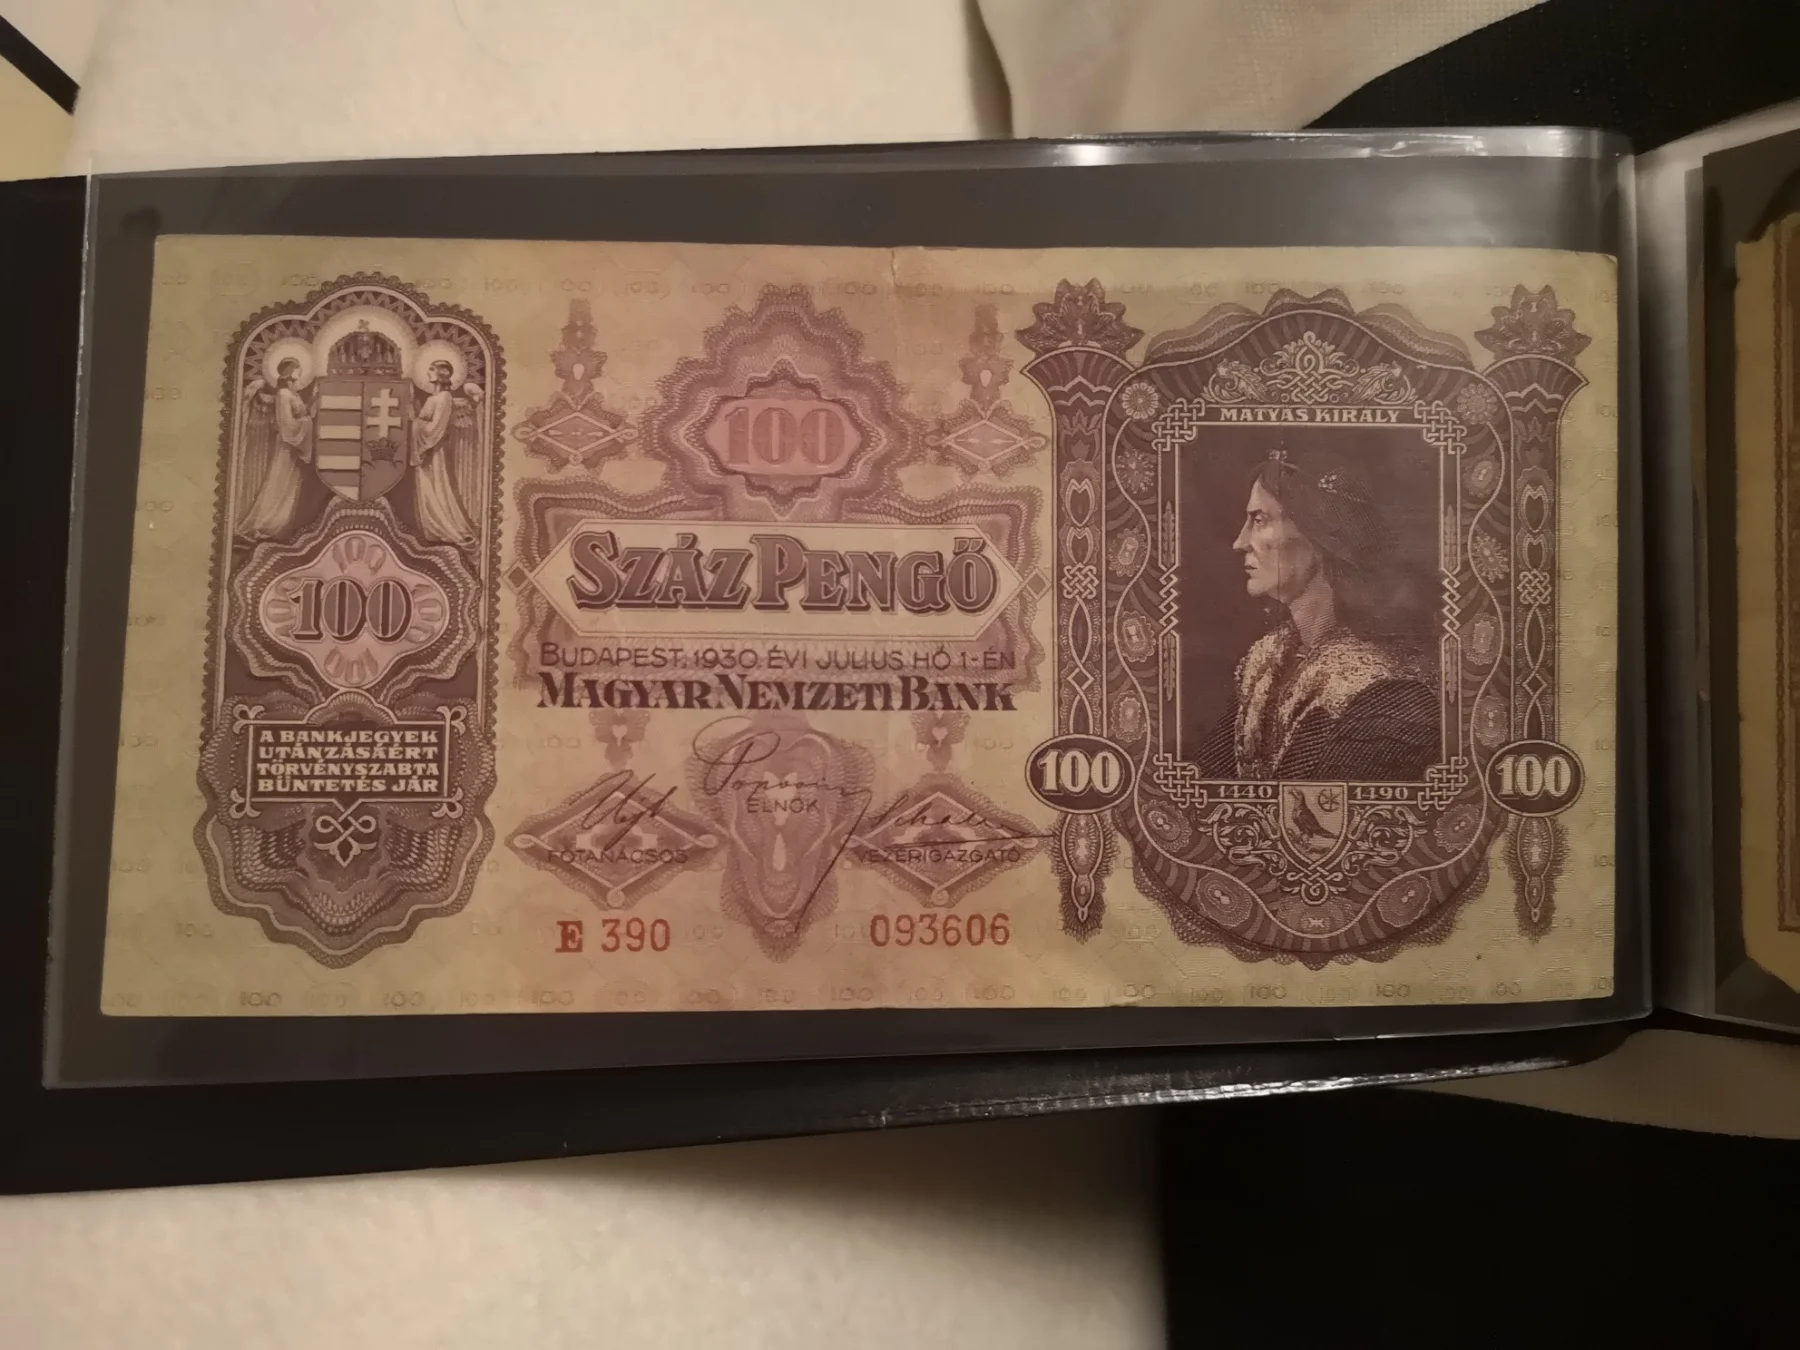 100
A BANKJEGYEK
UTÁNZÁSÁÉRT
TÖRVÉNYSZABTA
BÜNTETÉS JÁR
100
SZÁZ PENGŐ
BUDAPEST, 1930. ÉVI JÚLIUS HÓ 1-ÉN
MAGYAR NEMZETI BANK
ELNÖK
FŐTANÁCSOS
VEZÉRIGAZGATÓ
E 390
093606
MÁTYÁS KIRÁLY
100
1440
1490
100